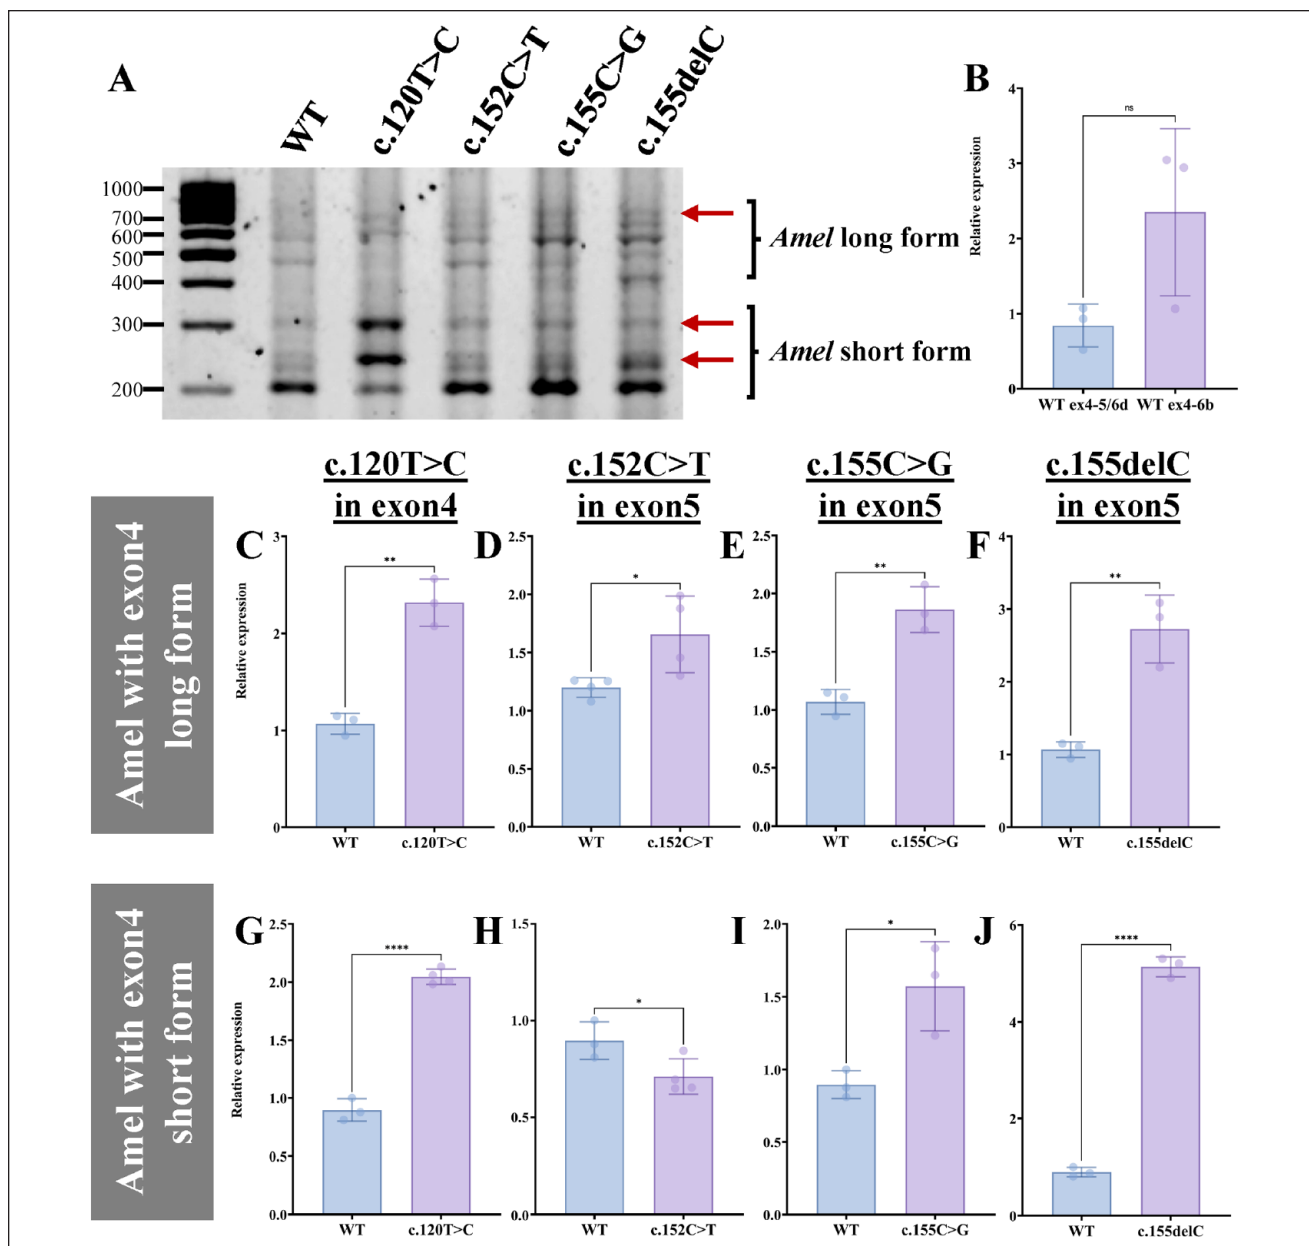 A
WT
c.120T>C
c.152C>T
c.155C>G
c.155delC
1000
700
600
500
400
300
200
Amel long form
Amel short form
B
Relative expression
4
3
2
1
0
ns
WT ex4-5/6d WT ex4-6b
c.120T>C
in exon4
c.152C>T
in exon5
c.155C>G
in exon5
c.155delC
in exon5
Amel with exon4
long form
C
Relative expression
3
2
1
0
**
WT
c.120T>C
D
2.5
2.0
1.5
1.0
0.5
0.0
*
WT
c.152C>T
E
2.5
2.0
1.5
1.0
0.5
0.0
**
WT
c.155C>G
F
4
3
2
1
0
**
WT
c.155delC
Amel with exon4
short form
G
Relative expression
2.5
2.0
1.5
1.0
0.5
0.0
****
WT
c.120T>C
H
1.5
1.0
0.5
0.0
*
WT
c.152C>T
I
2.0
1.5
1.0
0.5
0.0
*
WT
c.155C>G
J
6
4
2
0
****
WT
c.155delC